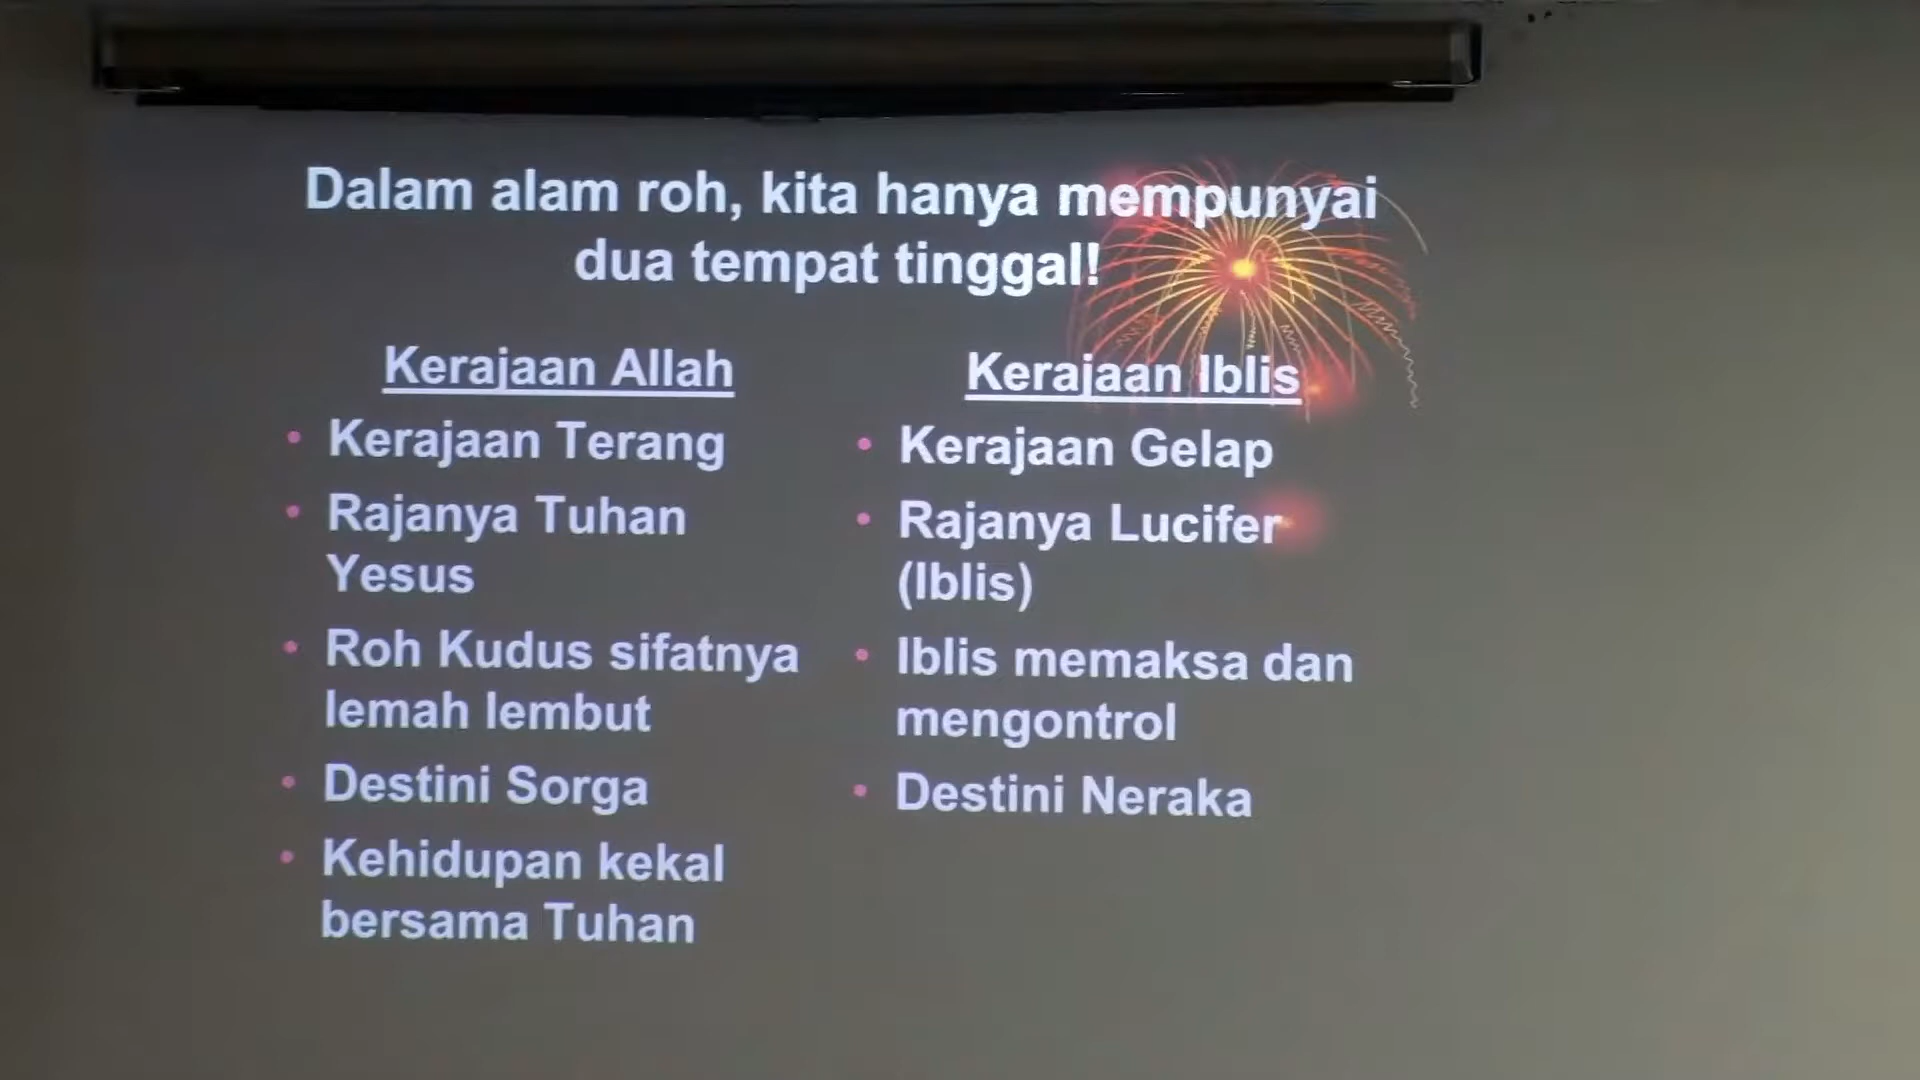 Dalam alam roh, kita hanya mempunyai
dua tempat tinggal!
Kerajaan Allah
• Kerajaan Terang
• Rajanya Tuhan
Yesus
• Roh Kudus sifatnya
lemah lembut
• Destini Sorga
• Kehidupan kekal
bersama Tuhan
Kerajaan Iblis
• Kerajaan Gelap
• Rajanya Lucifer
(Iblis)
• Iblis memaksa dan
mengontrol
• Destini Neraka